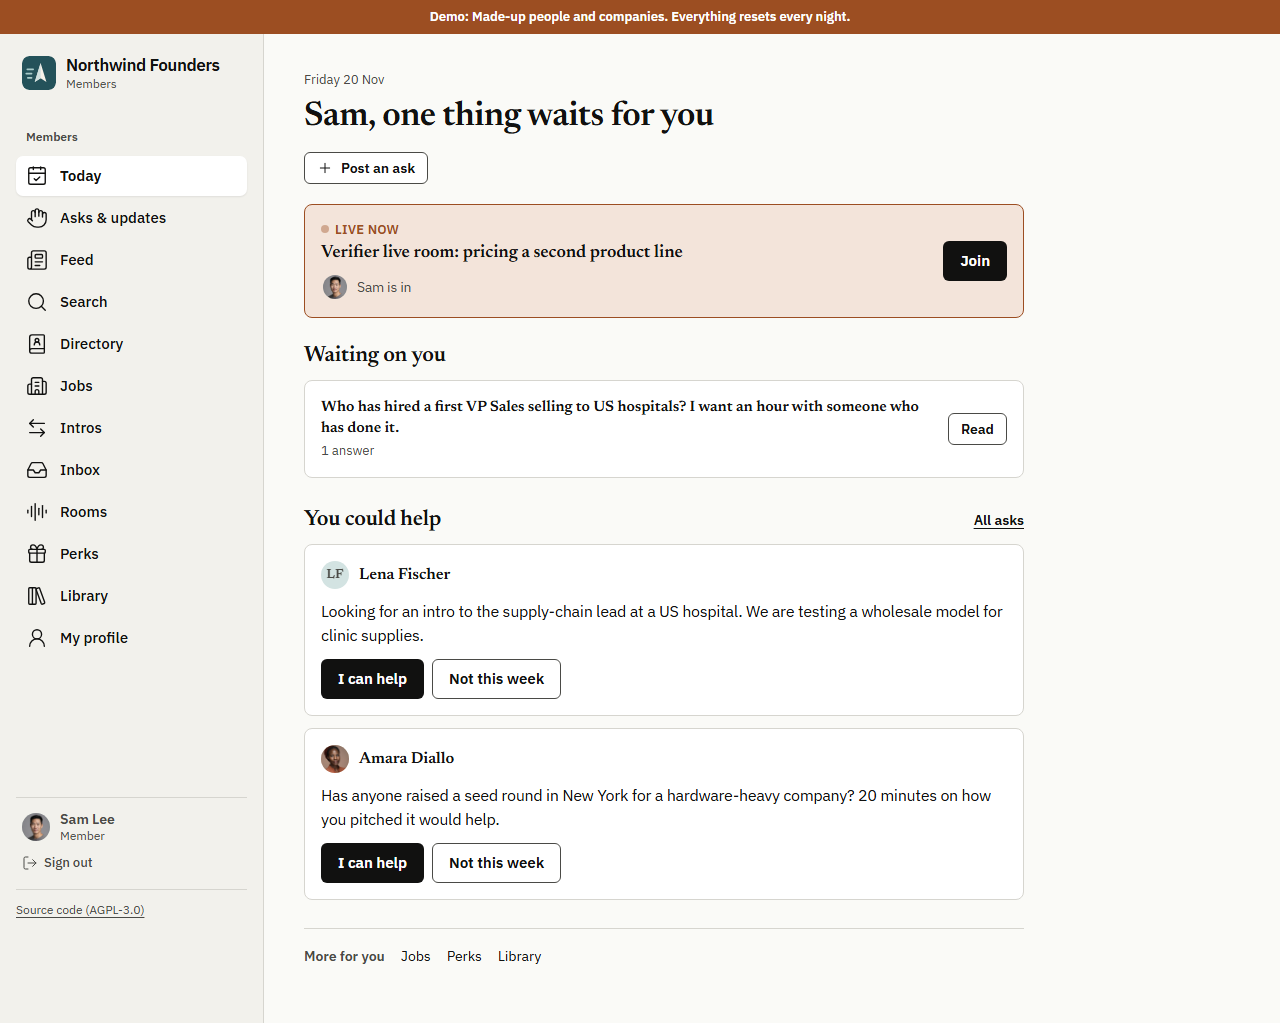 Demo: Made-up people and companies. Everything resets every night.
Northwind Founders
Members
Members
Today
Asks & updates
Feed
Search
Directory
Jobs
Intros
Inbox
Rooms
Perks
Library
My profile
Sam Lee
Member
Sign out
Source code (AGPL-3.0)
Friday 20 Nov
Sam, one thing waits for you
Post an ask
LIVE NOW
Verifier live room: pricing a second product line
Sam is in
Join
Waiting on you
Who has hired a first VP Sales selling to US hospitals? I want an hour with someone who
has done it.
1 answer
Read
You could help
All asks
LF
Lena Fischer
Looking for an intro to the supply-chain lead at a US hospital. We are testing a wholesale model for
clinic supplies.
I can help
Not this week
Amara Diallo
Has anyone raised a seed round in New York for a hardware-heavy company? 20 minutes on how
you pitched it would help.
I can help
Not this week
More for you
Jobs
Perks
Library